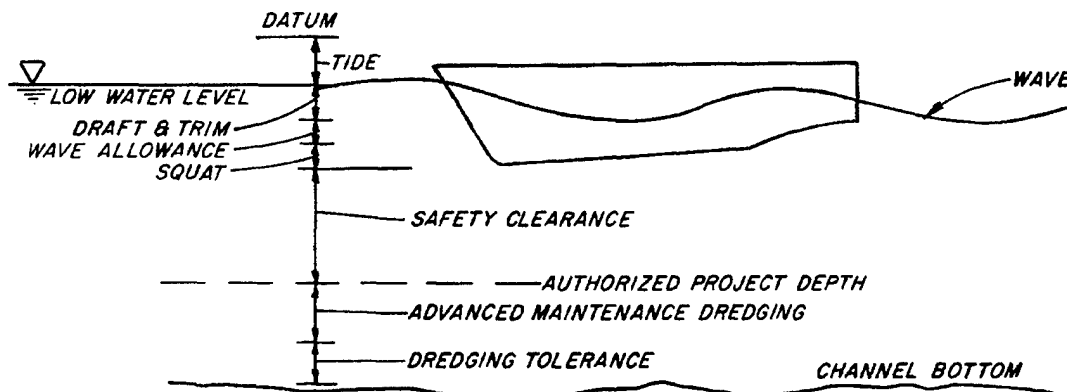 DATUM
TIDE
WAVE
LOW WATER LEVEL
DRAFT & TRIM
WAVE ALLOWANCE
SQUAT
SAFETY CLEARANCE
AUTHORIZED PROJECT DEPTH
ADVANCED MAINTENANCE DREDGING
DREDGING TOLERANCE
CHANNEL BOTTOM